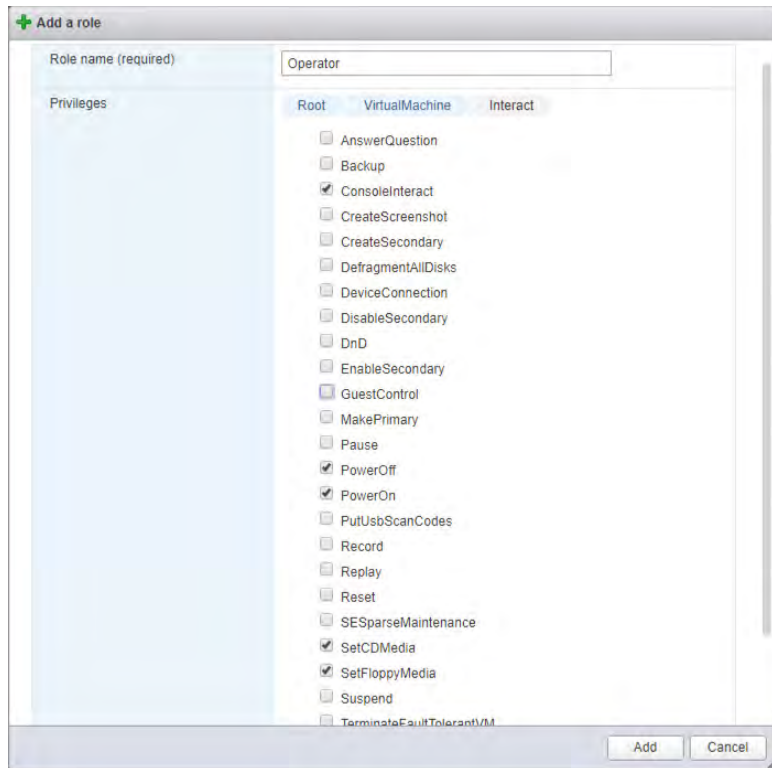 Add a role
Role name (required)
Operator
Privileges
Root VirtualMachine Interact
AnswerQuestion
Backup
ConsoleInteract
CreateScreenshot
CreateSecondary
DefragmentAllDisks
DeviceConnection
DisableSecondary
DnD
EnableSecondary
GuestControl
MakePrimary
Pause
PowerOff
PowerOn
PutUsbScanCodes
Record
Replay
Reset
SESparseMaintenance
SetCDMedia
SetFloppyMedia
Suspend
TerminateFaultTolerantVM
Add Cancel